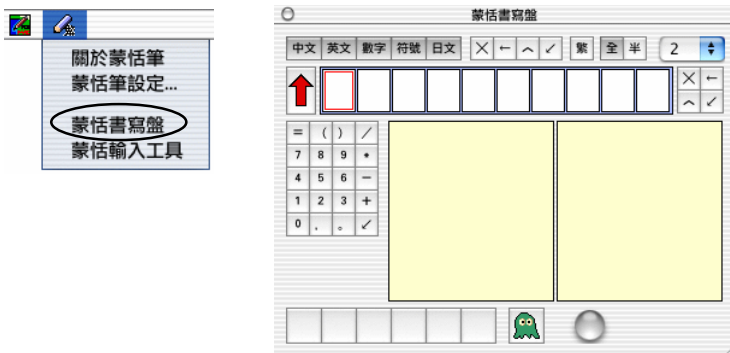 關於蒙恬筆
蒙恬筆設定...
蒙恬書寫盤
蒙恬輸入工具
蒙恬書寫盤
中文 英文 數字 符號 日文 × ← ︿ ↙ 繁 全 半 2
× ←
︿ ↙
= ( ) /
7 8 9 *
4 5 6 −
1 2 3 +
0 . 。 ↙